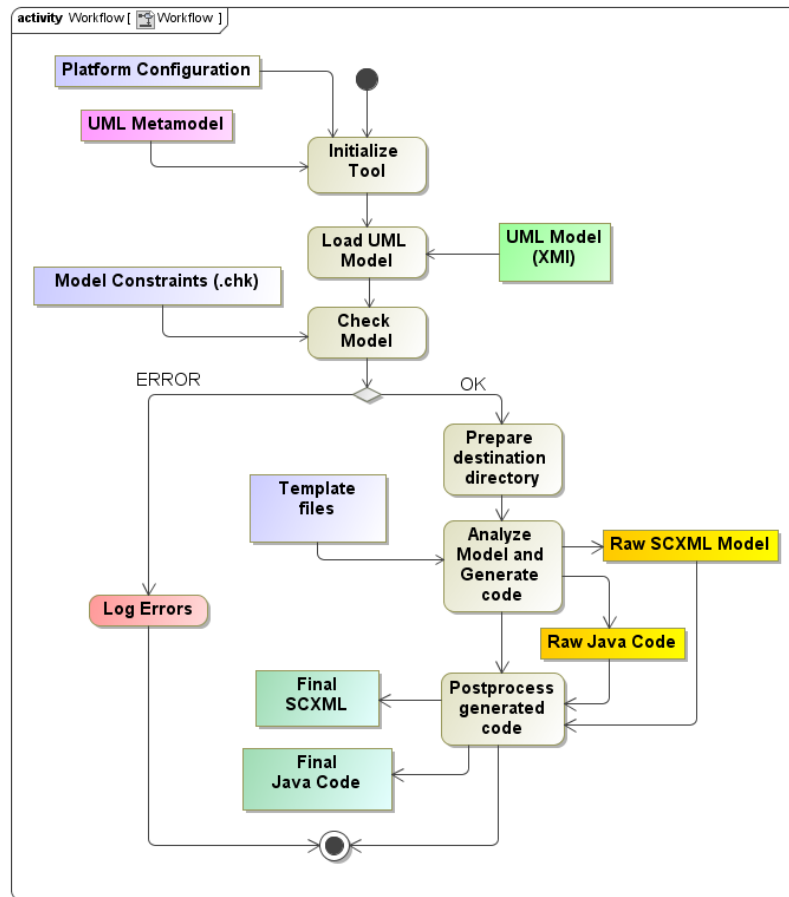 activity Workflow [ Workflow ]
Platform Configuration
UML Metamodel
Initialize
Tool
Load UML
Model
UML Model
(XMI)
Model Constraints (.chk)
Check
Model
ERROR
OK
Prepare
destination
directory
Template
files
Analyze
Model and
Generate
code
Raw SCXML Model
Log Errors
Raw Java Code
Final
SCXML
Postprocess
generated
code
Final
Java Code